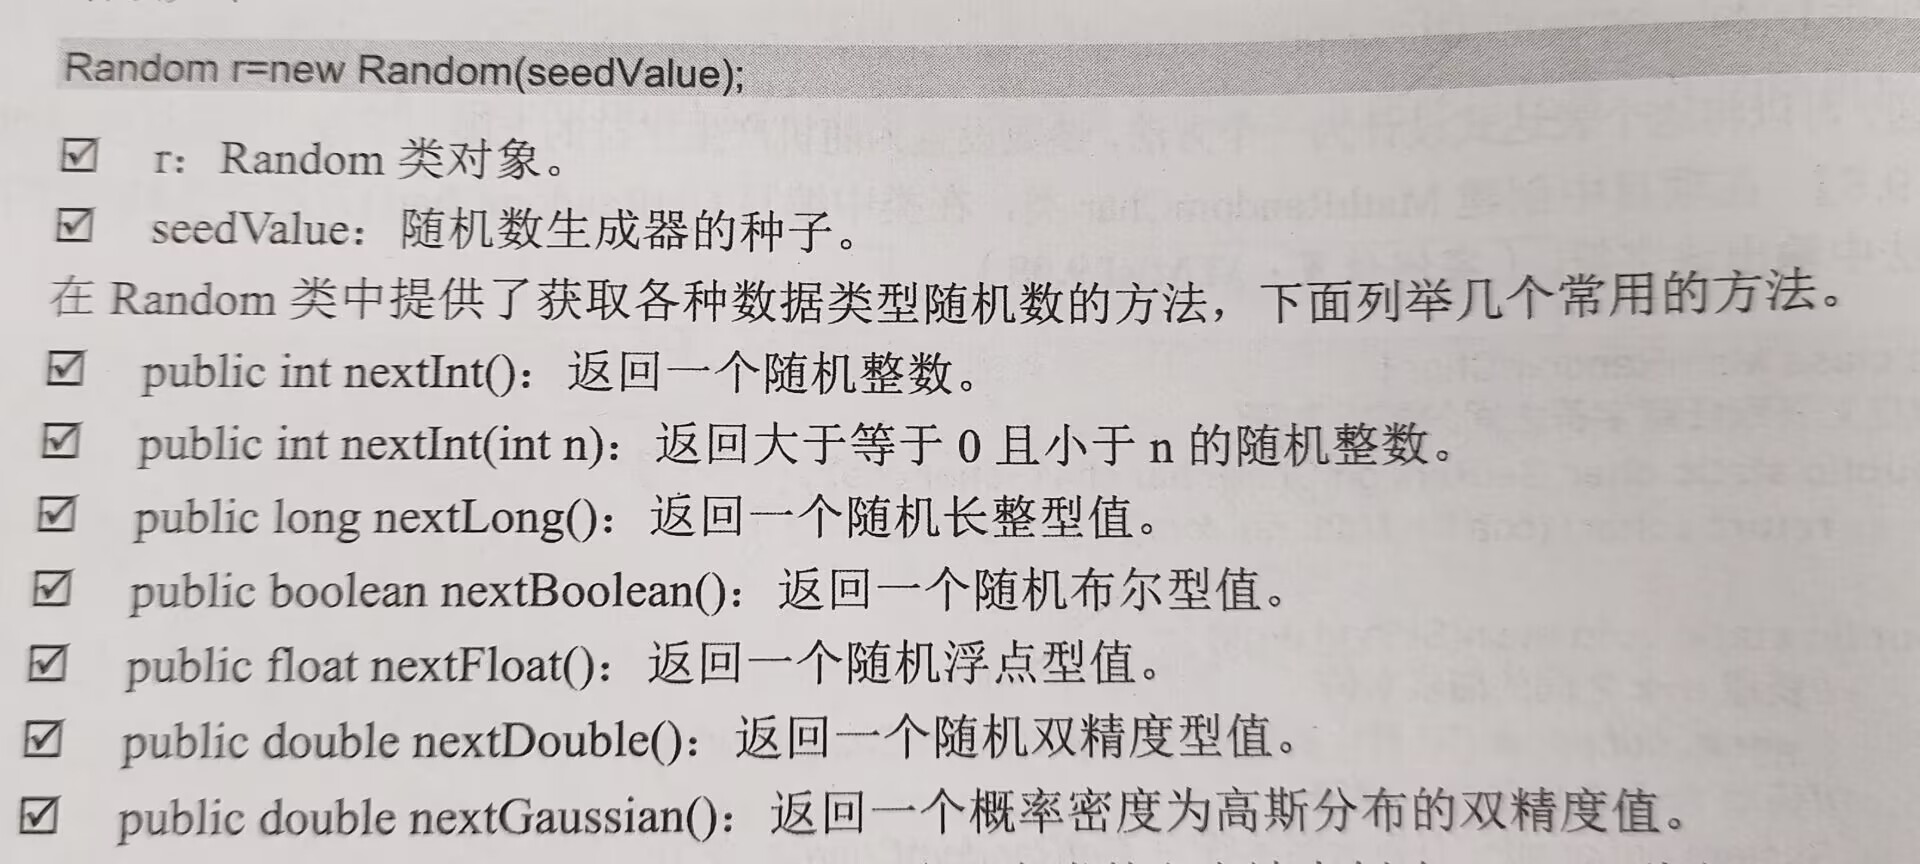 Random r=new Random(seedValue);
☑ r：Random 类对象。
☑ seedValue：随机数生成器的种子。
在 Random 类中提供了获取各种数据类型随机数的方法，下面列举几个常用的方法。
☑ public int nextInt()：返回一个随机整数。
☑ public int nextInt(int n)：返回大于等于 0 且小于 n 的随机整数。
☑ public long nextLong()：返回一个随机长整型值。
☑ public boolean nextBoolean()：返回一个随机布尔型值。
☑ public float nextFloat()：返回一个随机浮点型值。
☑ public double nextDouble()：返回一个随机双精度型值。
☑ public double nextGaussian()：返回一个概率密度为高斯分布的双精度值。